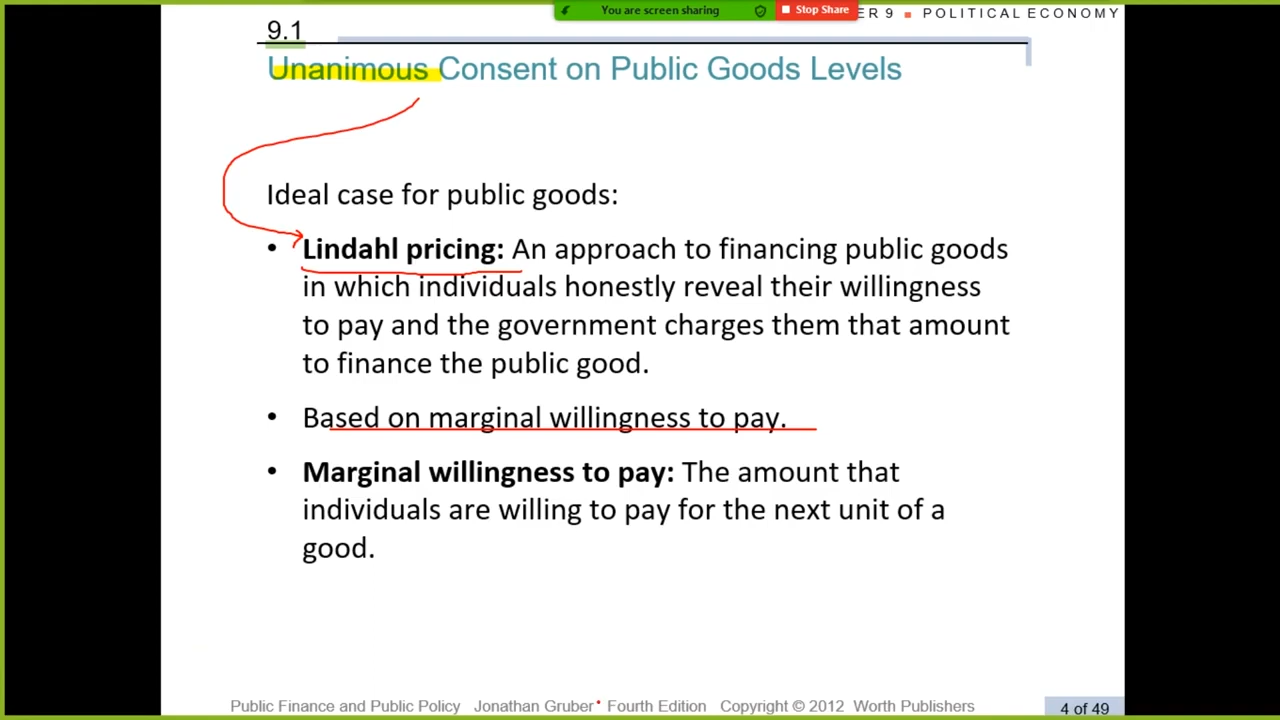 You are screen sharing
Stop Share
ER 9 ■ POLITICAL ECONOMY
9.1
Unanimous Consent on Public Goods Levels
Ideal case for public goods:
• Lindahl pricing: An approach to financing public goods
in which individuals honestly reveal their willingness
to pay and the government charges them that amount
to finance the public good.
• Based on marginal willingness to pay.
• Marginal willingness to pay: The amount that
individuals are willing to pay for the next unit of a
good.
Public Finance and Public Policy Jonathan Gruber Fourth Edition Copyright © 2012 Worth Publishers
4 of 49